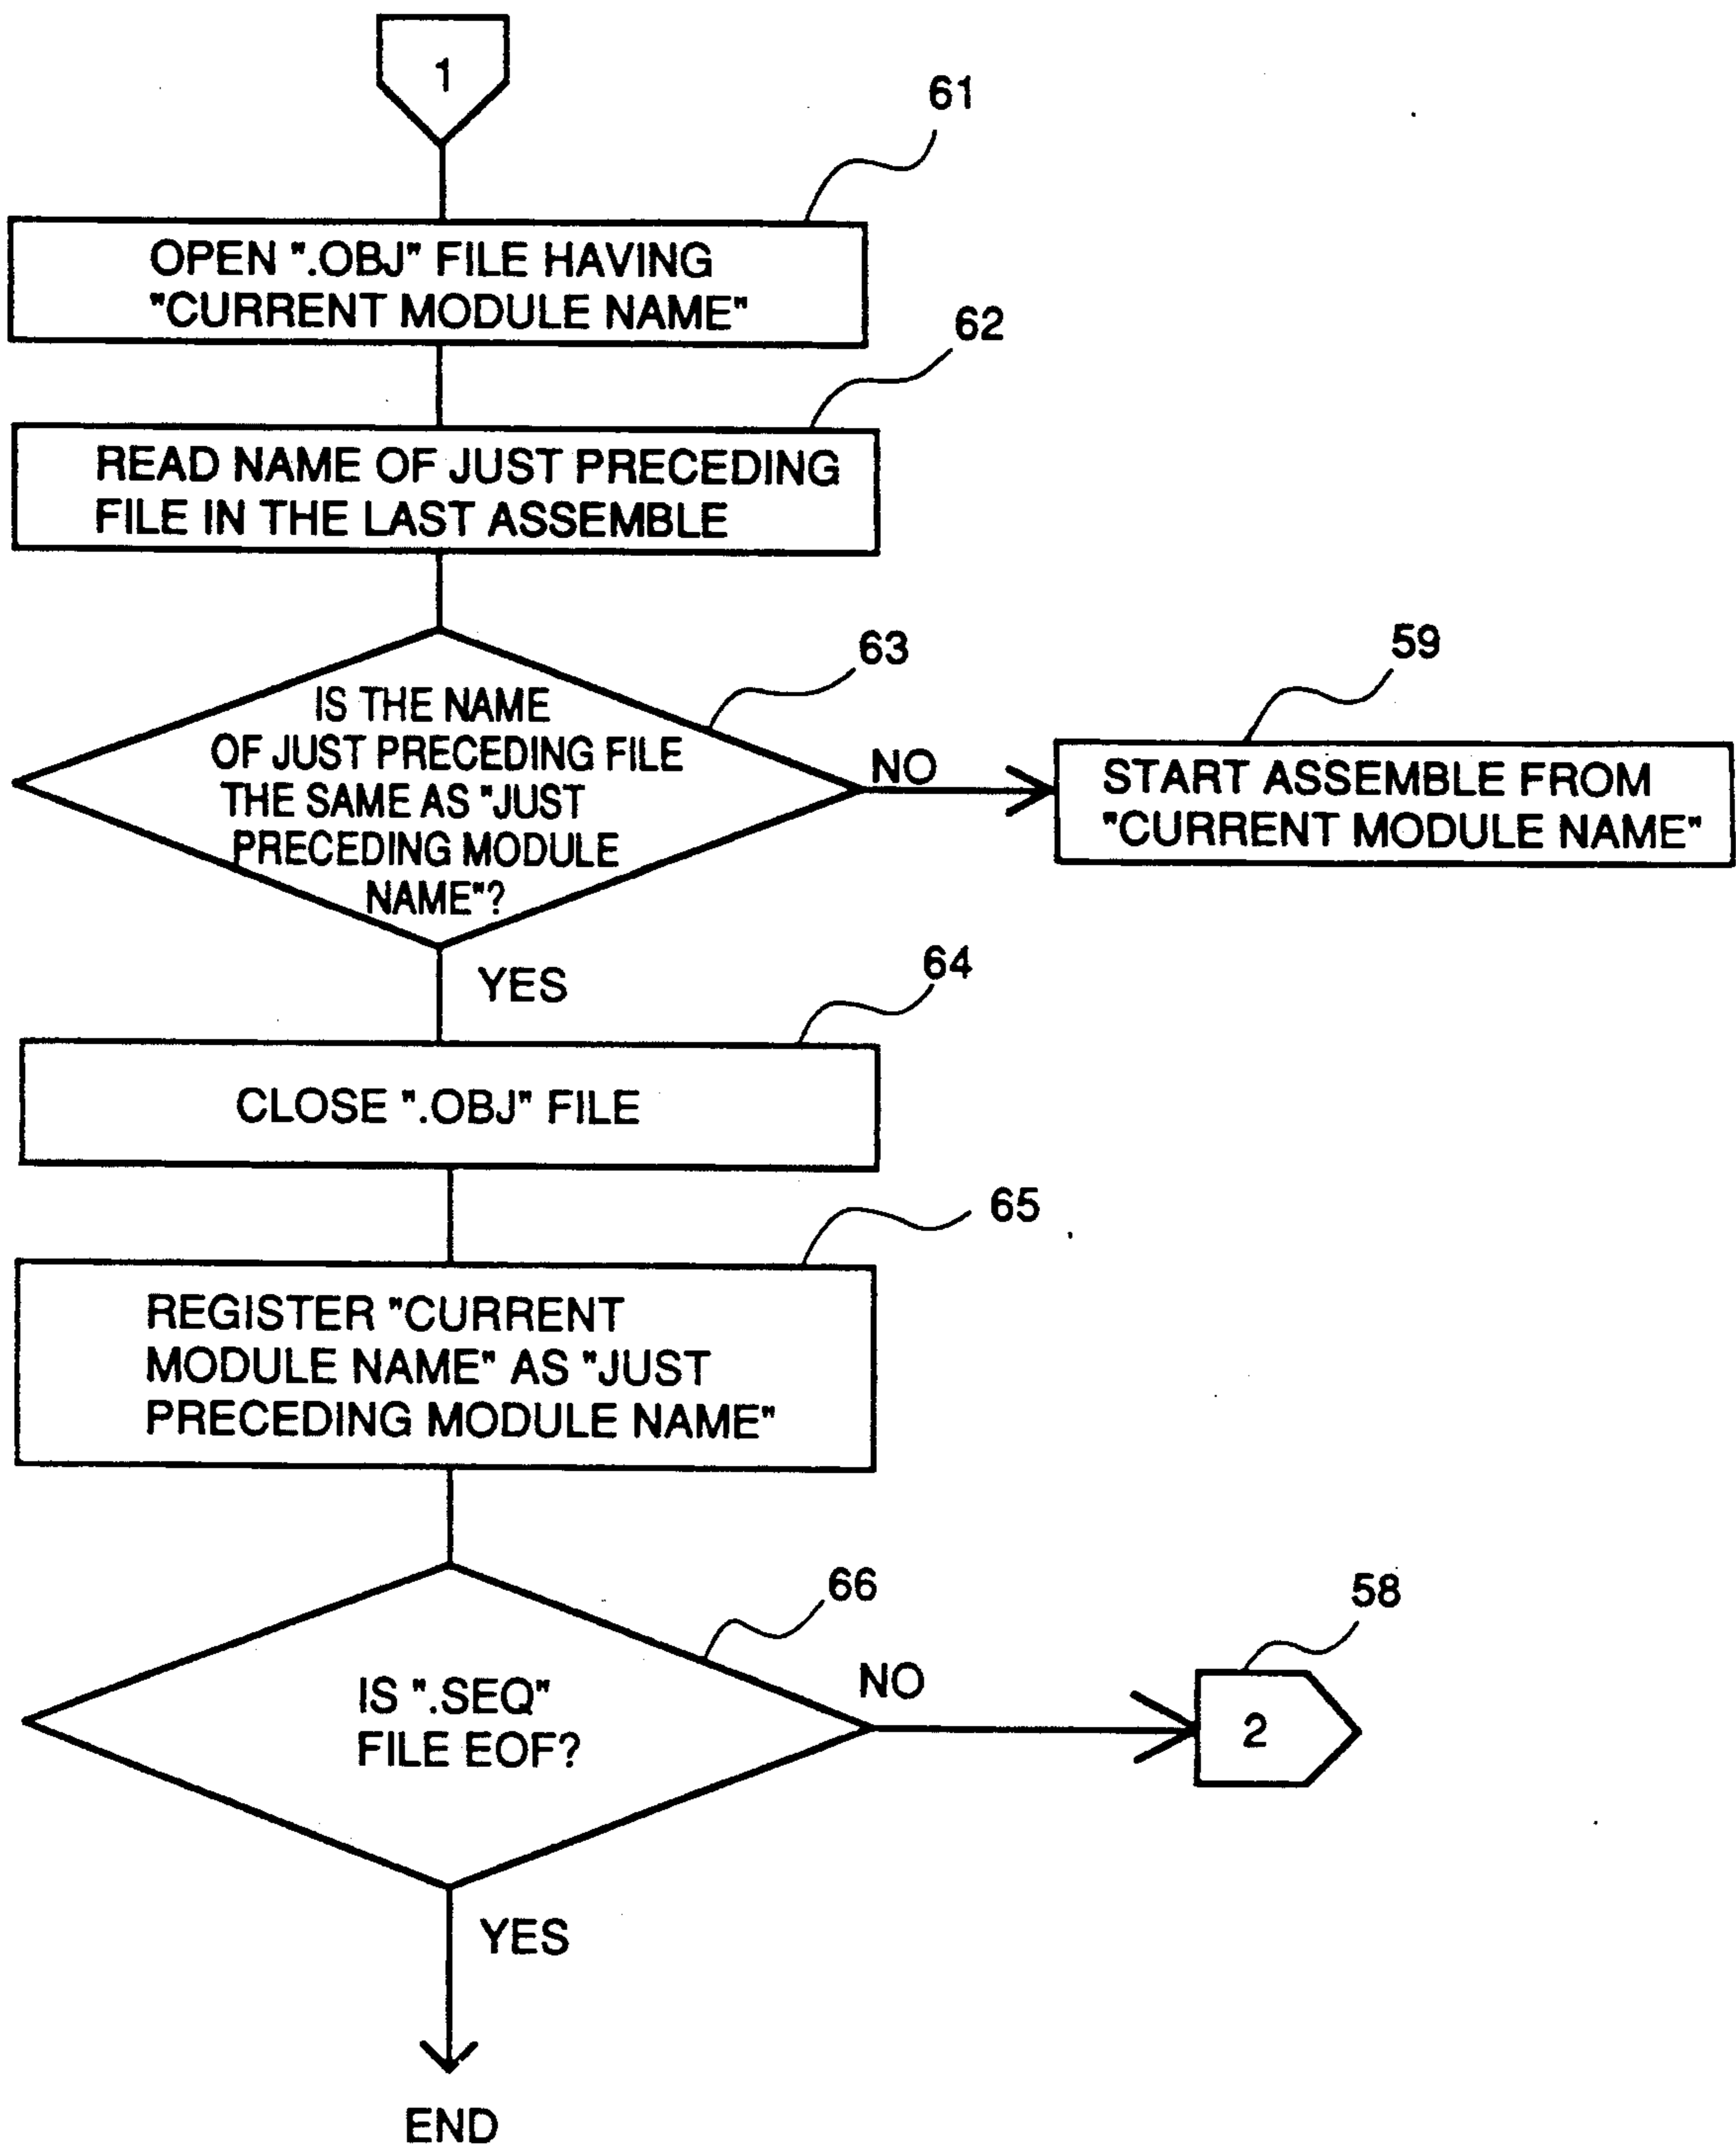 1
61
OPEN ".OBJ" FILE HAVING
"CURRENT MODULE NAME"
62
READ NAME OF JUST PRECEDING
FILE IN THE LAST ASSEMBLE
63
IS THE NAME
OF JUST PRECEDING FILE
THE SAME AS "JUST
PRECEDING MODULE
NAME"?
NO
59
START ASSEMBLE FROM
"CURRENT MODULE NAME"
YES
64
CLOSE ".OBJ" FILE
65
REGISTER "CURRENT
MODULE NAME" AS "JUST
PRECEDING MODULE NAME"
66
IS ".SEQ"
FILE EOF?
NO
58
2
YES
END